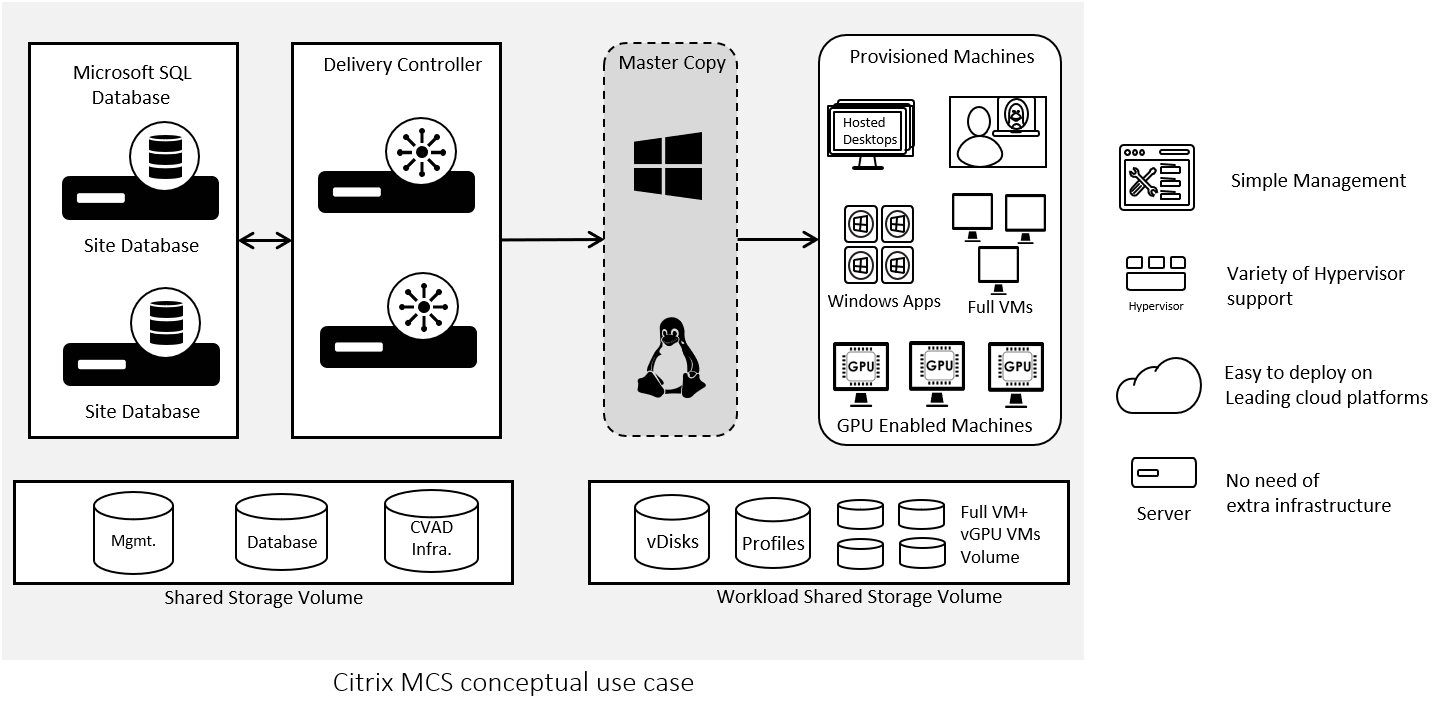 Microsoft SQL
Database
Site Database
Site Database
Delivery Controller
Master Copy
Provisioned Machines
Hosted
Desktops
Windows Apps
Full VMs
GPU
GPU
GPU
GPU Enabled Machines
Simple Management
Hypervisor
Variety of Hypervisor
support
Easy to deploy on
Leading cloud platforms
Server
No need of
extra infrastructure
Mgmt.
Database
CVAD
Infra.
Shared Storage Volume
vDisks
Profiles
Full VM+
vGPU VMs
Volume
Workload Shared Storage Volume
Citrix MCS conceptual use case